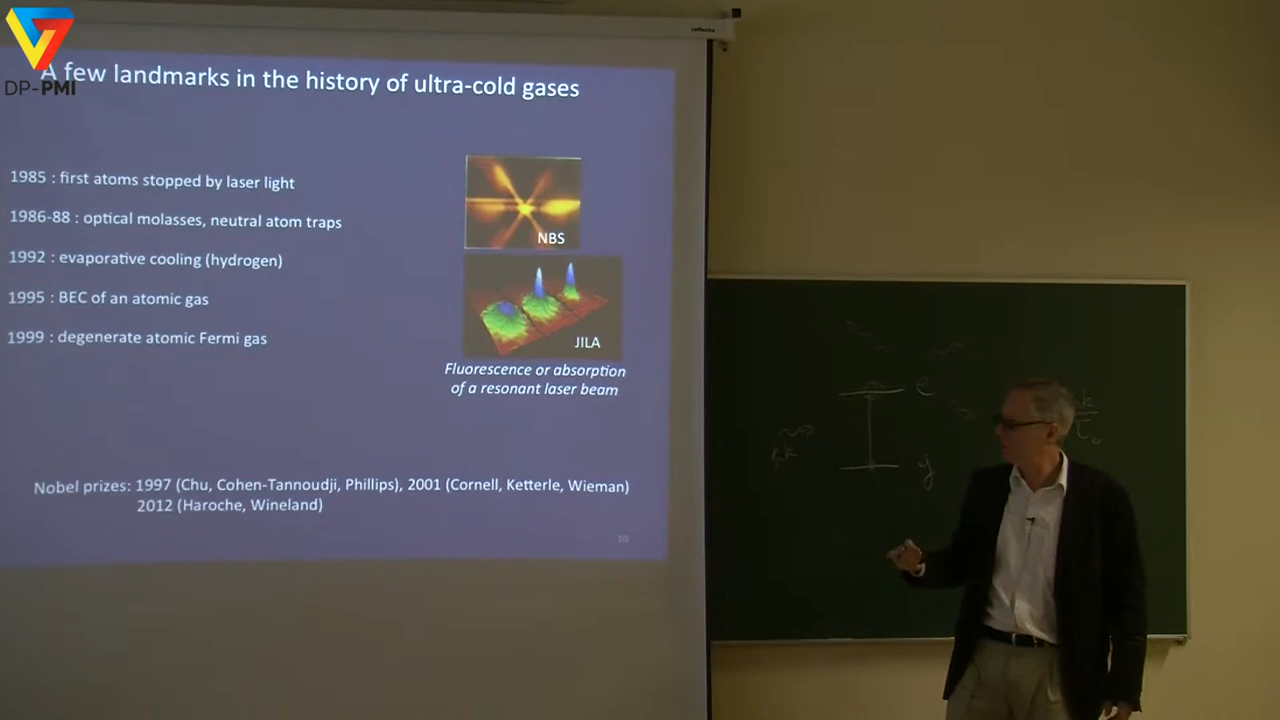 reflecta
A few landmarks in the history of ultra-cold gases
DP-PMI
1985 : first atoms stopped by laser light
1986-88 : optical molasses, neutral atom traps
1992 : evaporative cooling (hydrogen)
1995 : BEC of an atomic gas
1999 : degenerate atomic Fermi gas
NBS
JILA
Fluorescence or absorption
of a resonant laser beam
Nobel prizes: 1997 (Chu, Cohen-Tannoudji, Phillips), 2001 (Cornell, Ketterle, Wieman)
2012 (Haroche, Wineland)
10
e
g